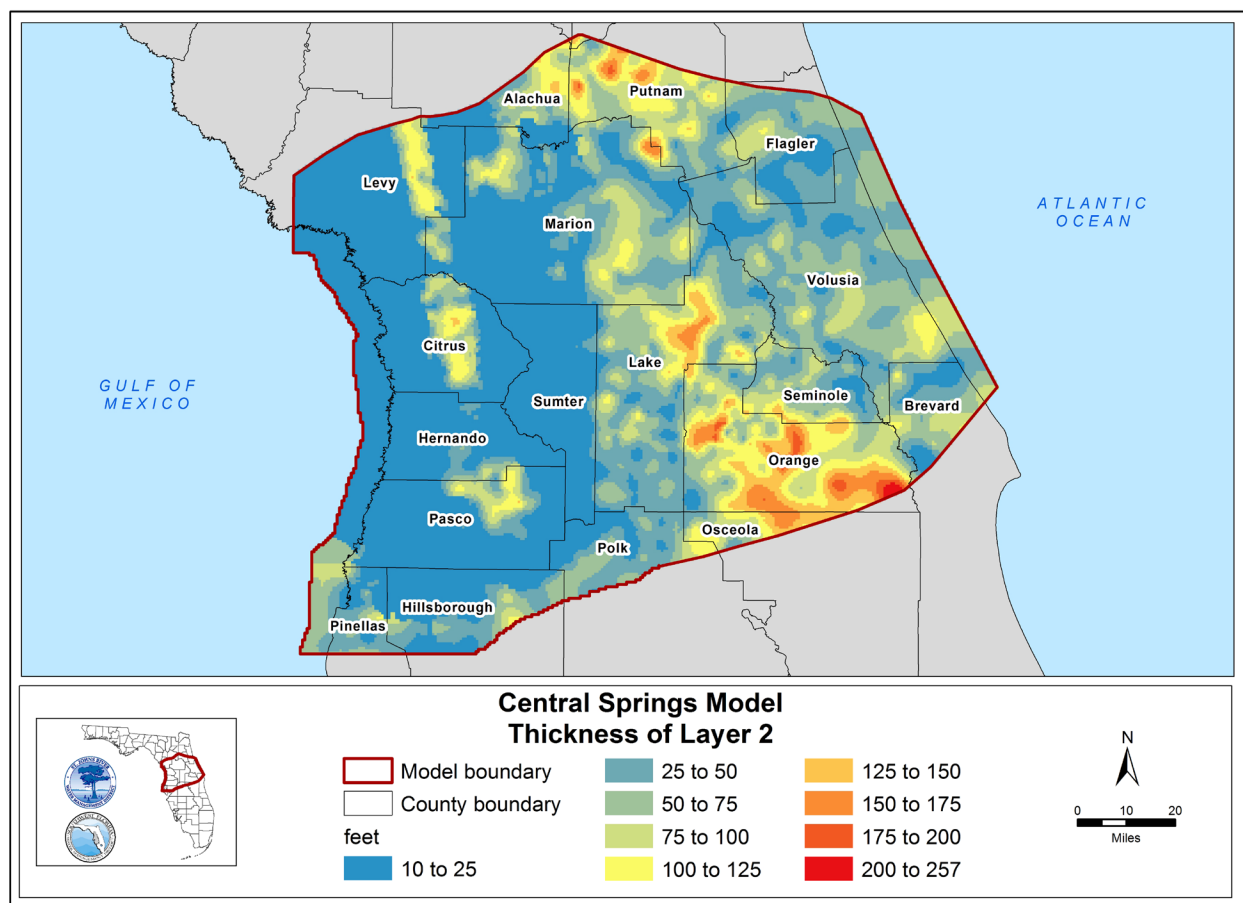 Alachua
Putnam
Flagler
Levy
ATLANTIC
OCEAN
Marion
Volusia
Citrus
Lake
GULF OF
MEXICO
Sumter
Seminole
Brevard
Hernando
Orange
Pasco
Osceola
Polk
Hillsborough
Pinellas
Central Springs Model
Thickness of Layer 2
Model boundary
County boundary
feet
10 to 25
25 to 50
50 to 75
75 to 100
100 to 125
125 to 150
150 to 175
175 to 200
200 to 257
N
0 10 20
Miles